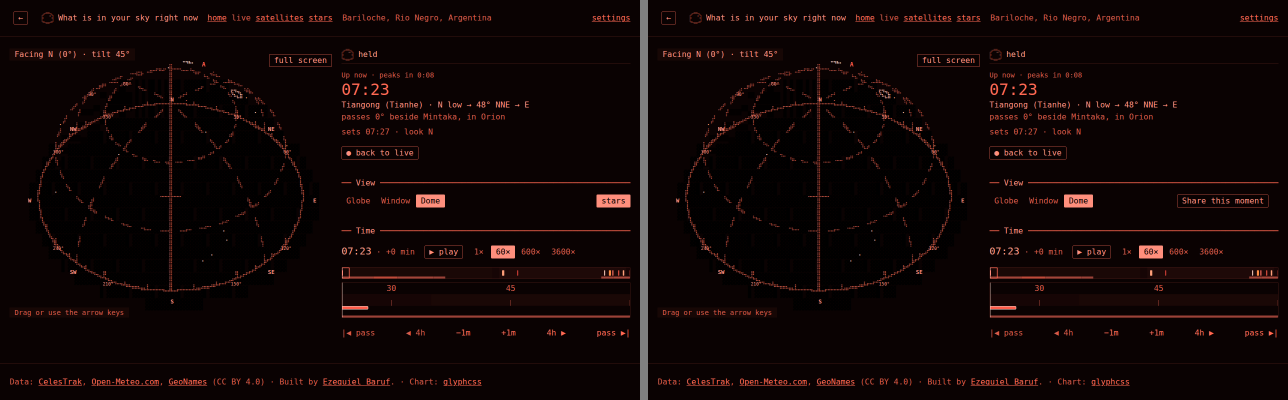 ← What is in your sky right now home live satellites stars Bariloche, Rio Negro, Argentina settings
Facing N (0°) · tilt 45°
full screen
held
Up now · peaks in 0:08
07:23
Tiangong (Tianhe) · N low → 48° NNE → E
passes 0° beside Mintaka, in Orion
sets 07:27 · look N
● back to live
View
Globe Window Dome stars
Time
07:23 · +0 min ▶ play 1× 60× 600× 3600×
30 45
|◀ pass ◀ 4h −1m +1m 4h ▶ pass ▶|
A
N
NW NE
W E
SW SE
S
Drag or use the arrow keys
Data: CelesTrak, Open-Meteo.com, GeoNames (CC BY 4.0) · Built by Ezequiel Baruf. · Chart: glyphcss
← What is in your sky right now home live satellites stars Bariloche, Rio Negro, Argentina settings
Facing N (0°) · tilt 45°
full screen
held
Up now · peaks in 0:08
07:23
Tiangong (Tianhe) · N low → 48° NNE → E
passes 0° beside Mintaka, in Orion
sets 07:27 · look N
● back to live
View
Globe Window Dome Share this moment
Time
07:23 · +0 min ▶ play 1× 60× 600× 3600×
30 45
|◀ pass ◀ 4h −1m +1m 4h ▶ pass ▶|
A
N
NW NE
W E
SW SE
S
Drag or use the arrow keys
Data: CelesTrak, Open-Meteo.com, GeoNames (CC BY 4.0) · Built by Ezequiel Baruf. · Chart: glyphcss